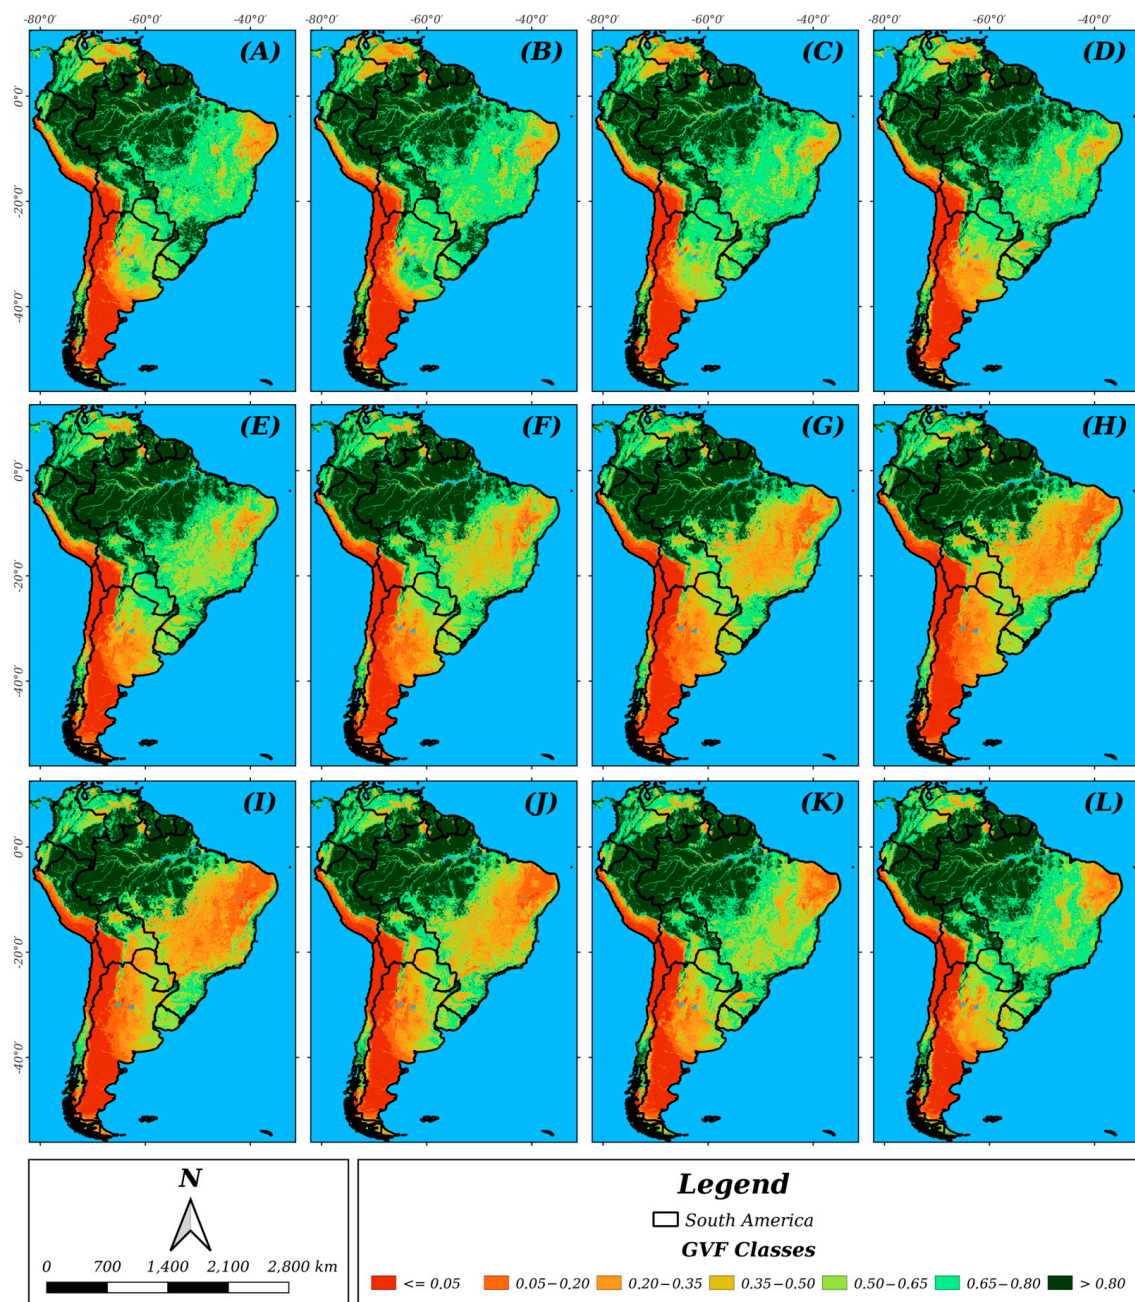 -80°0' -60°0' -40°0' -80°0' -60°0' -40°0' -80°0' -60°0' -40°0' -80°0' -60°0' -40°0'
(A) (B) (C) (D)
0°0'
-20°0'
-40°0'
(E) (F) (G) (H)
0°0'
-20°0'
-40°0'
(I) (J) (K) (L)
0°0'
-20°0'
-40°0'
N
0 700 1,400 2,100 2,800 km
Legend
South America
GVF Classes
<= 0.05 0.05−0.20 0.20−0.35 0.35−0.50 0.50−0.65 0.65−0.80 > 0.80